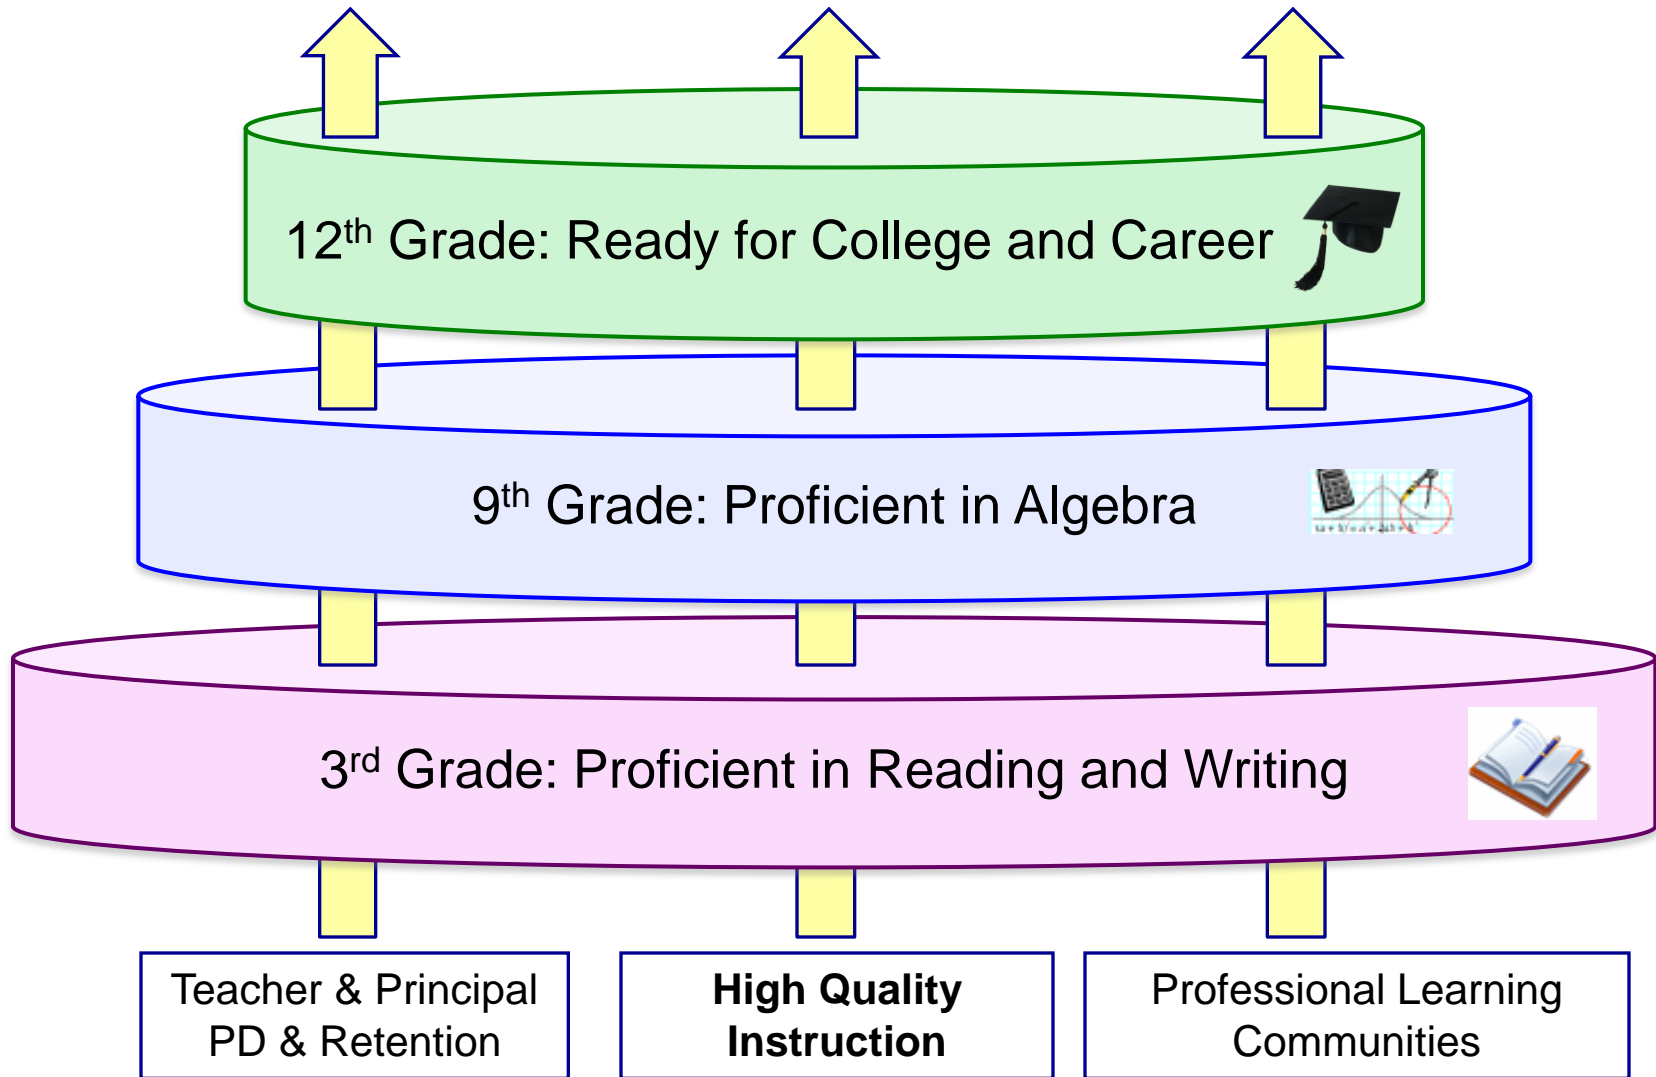 12th Grade: Ready for College and Career
9th Grade: Proficient in Algebra
3rd Grade: Proficient in Reading and Writing
Teacher & Principal
PD & Retention
High Quality
Instruction
Professional Learning
Communities